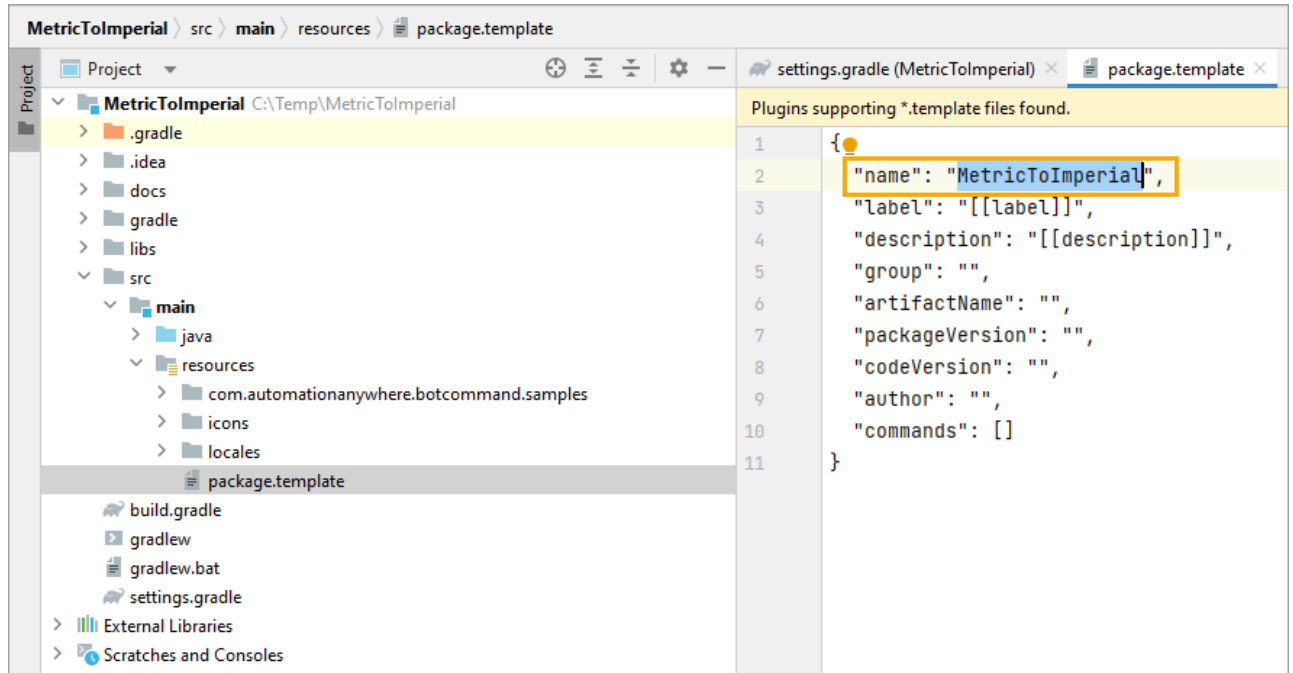 MetricToImperial 〉 src 〉 main 〉 resources 〉 package.template
Project
Project
settings.gradle (MetricToImperial)
package.template
MetricToImperial C:\Temp\MetricToImperial
.gradle
.idea
docs
gradle
libs
src
main
java
resources
com.automationanywhere.botcommand.samples
icons
locales
package.template
build.gradle
gradlew
gradlew.bat
settings.gradle
External Libraries
Scratches and Consoles
Plugins supporting *.template files found.
1 {
2 "name": "MetricToImperial",
3 "label": "[[label]]",
4 "description": "[[description]]",
5 "group": "",
6 "artifactName": "",
7 "packageVersion": "",
8 "codeVersion": "",
9 "author": "",
10 "commands": []
11 }